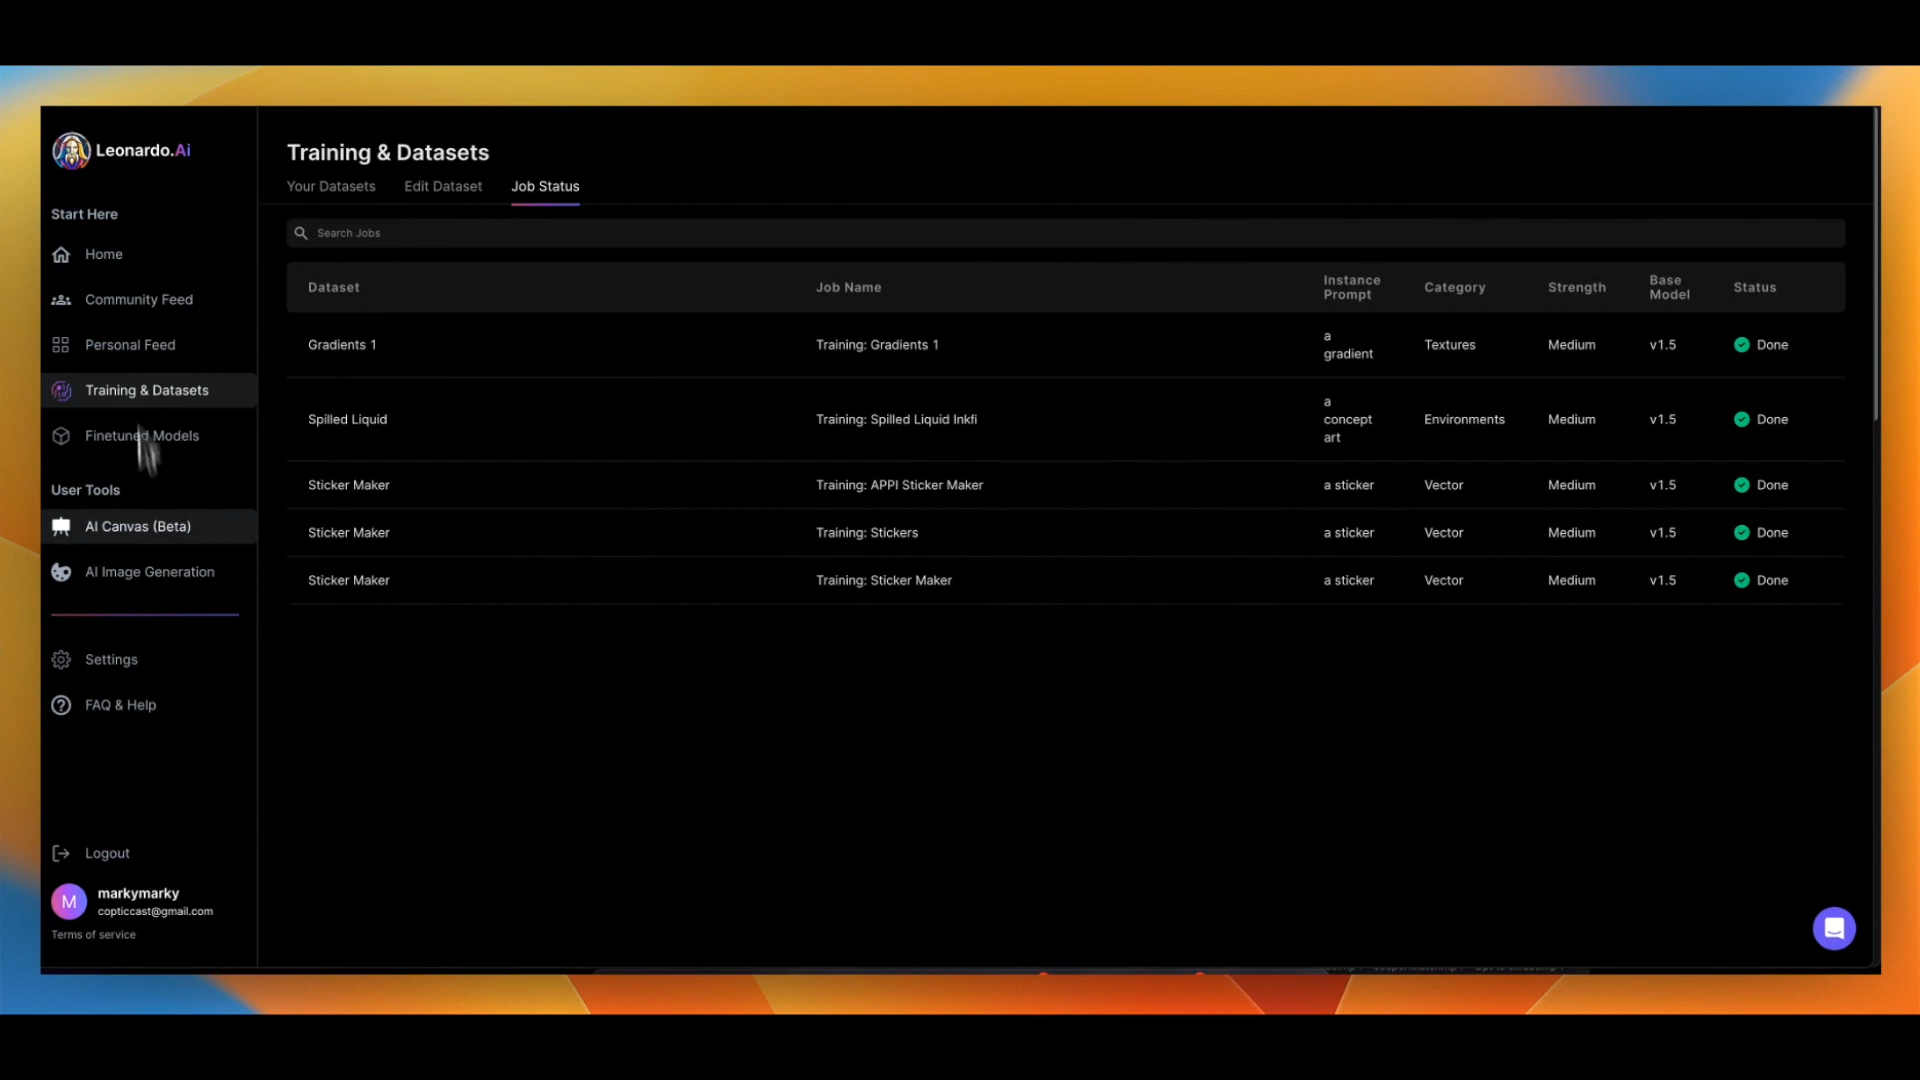 Leonardo.Ai
Start Here
Home
Community Feed
Personal Feed
Training & Datasets
Finetuned Models
User Tools
AI Canvas (Beta)
AI Image Generation
Settings
FAQ & Help
Logout
M
markymarky
copticcast@gmail.com
Terms of service
Training & Datasets
Your Datasets Edit Dataset Job Status
Search Jobs
Dataset Job Name Instance Prompt Category Strength Base Model Status
Gradients 1 Training: Gradients 1 a gradient Textures Medium v1.5 Done
Spilled Liquid Training: Spilled Liquid Inkfi a concept art Environments Medium v1.5 Done
Sticker Maker Training: APPI Sticker Maker a sticker Vector Medium v1.5 Done
Sticker Maker Training: Stickers a sticker Vector Medium v1.5 Done
Sticker Maker Training: Sticker Maker a sticker Vector Medium v1.5 Done